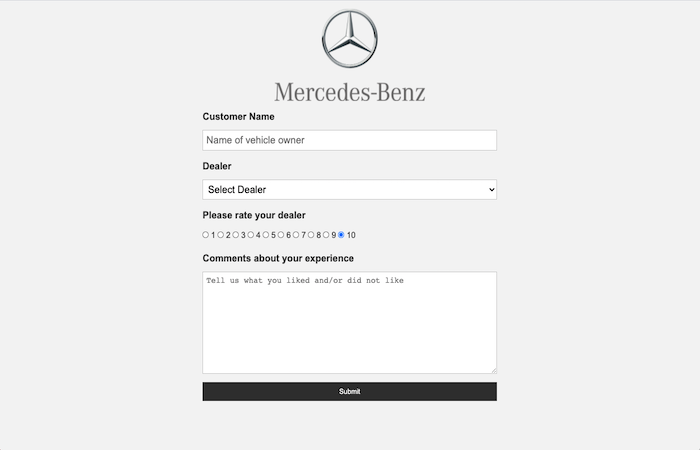 Mercedes-Benz
Customer Name
Name of vehicle owner
Dealer
Select Dealer
Please rate your dealer
1 2 3 4 5 6 7 8 9 10
Comments about your experience
Tell us what you liked and/or did not like
Submit